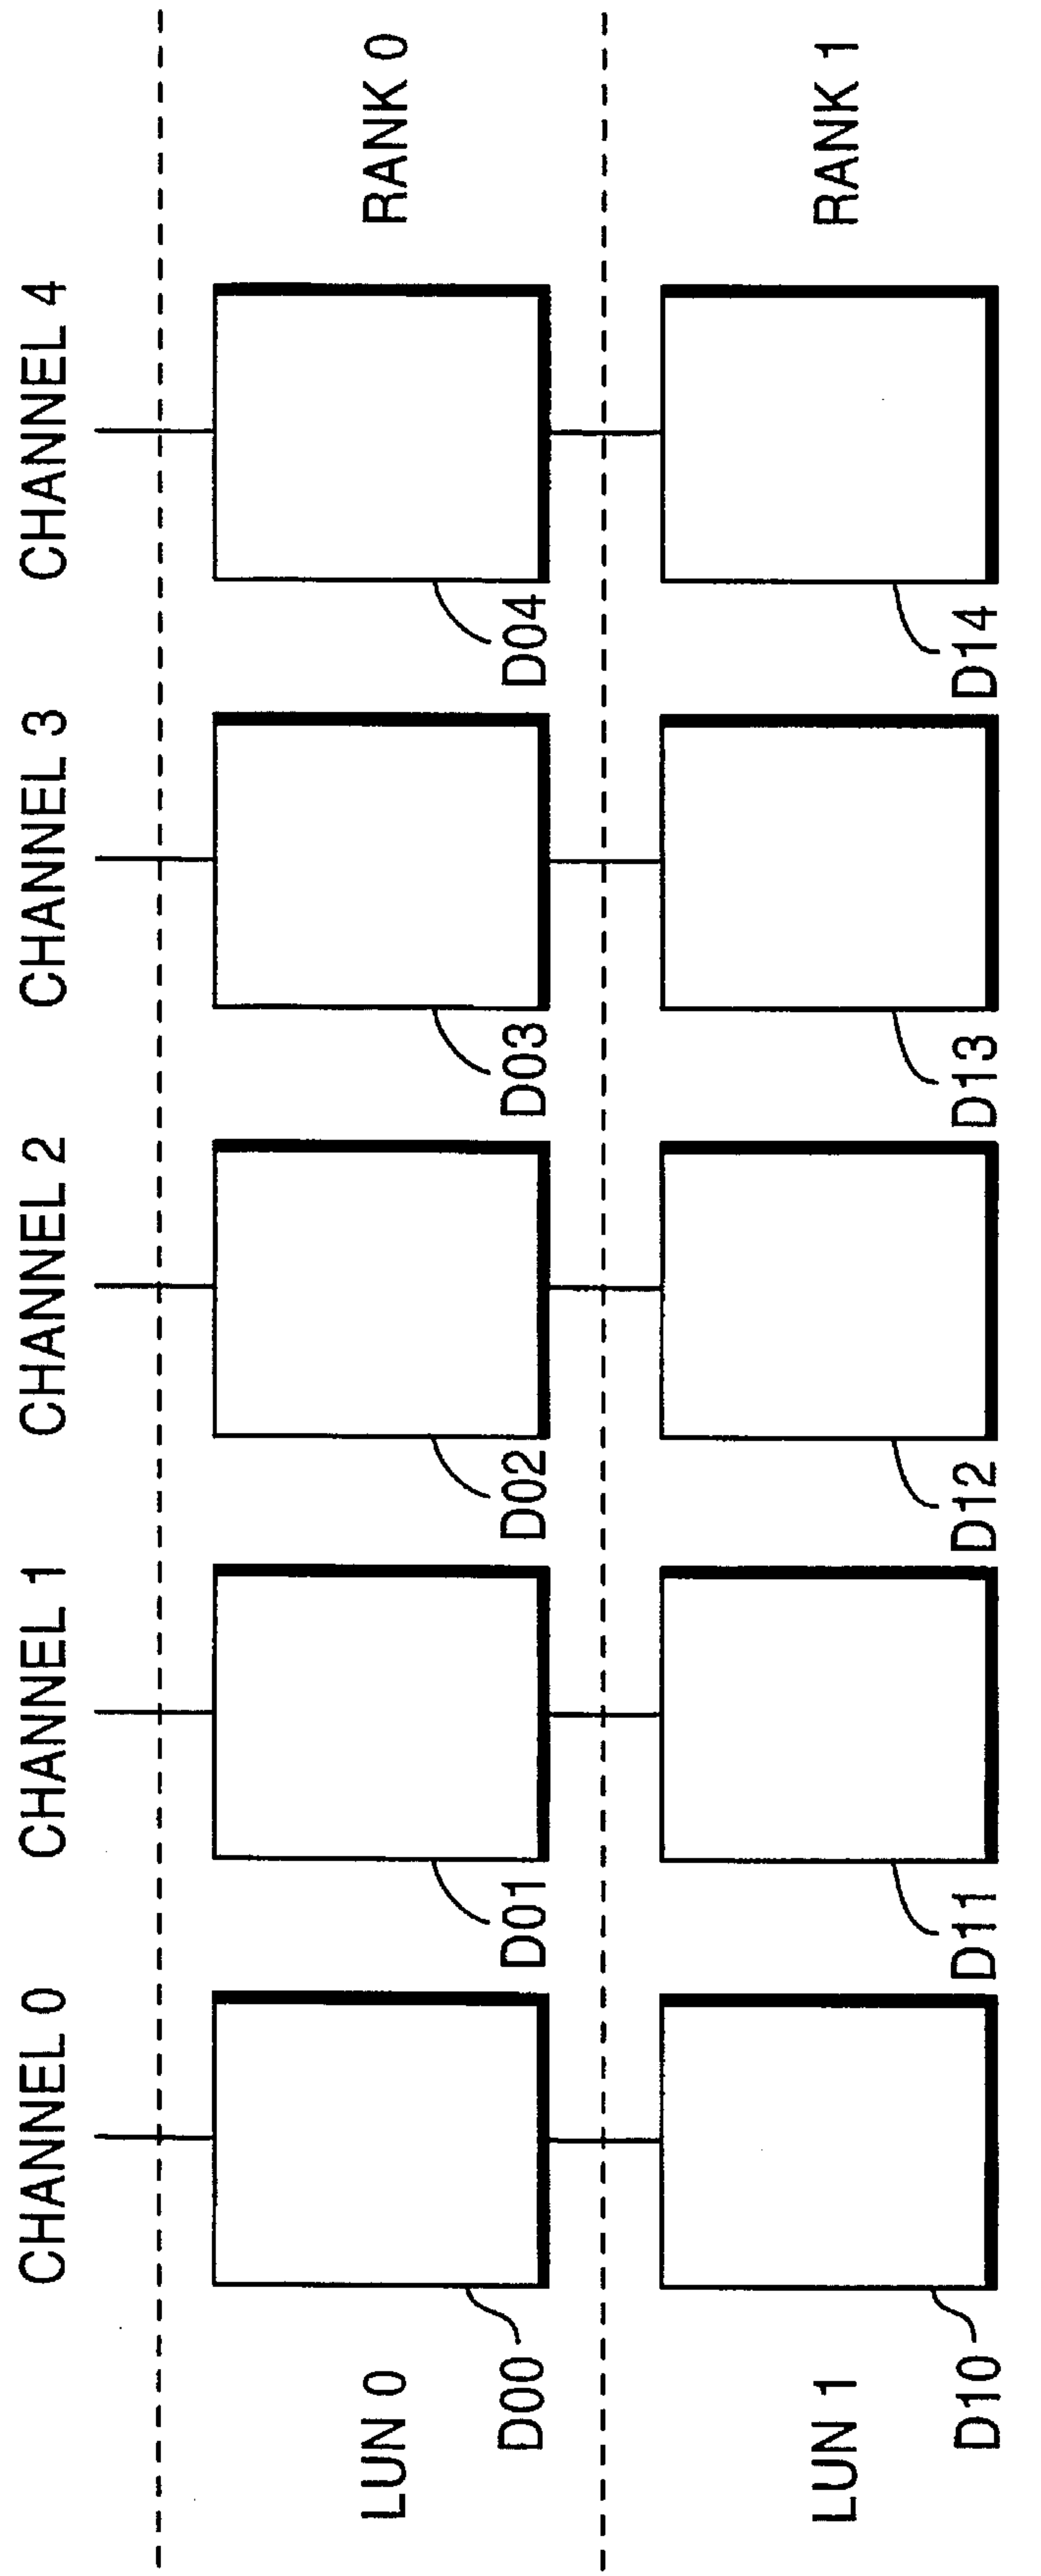 CHANNEL 0
CHANNEL 1
CHANNEL 2
CHANNEL 3
CHANNEL 4
LUN 0
RANK 0
D00
D01
D02
D03
D04
LUN 1
RANK 1
D10
D11
D12
D13
D14